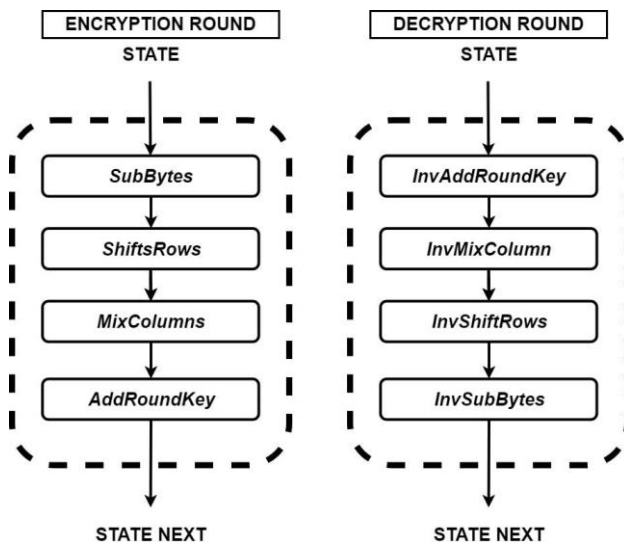 ENCRYPTION ROUND
STATE
SubBytes
ShiftsRows
MixColumns
AddRoundKey
STATE NEXT
DECRYPTION ROUND
STATE
InvAddRoundKey
InvMixColumn
InvShiftRows
InvSubBytes
STATE NEXT